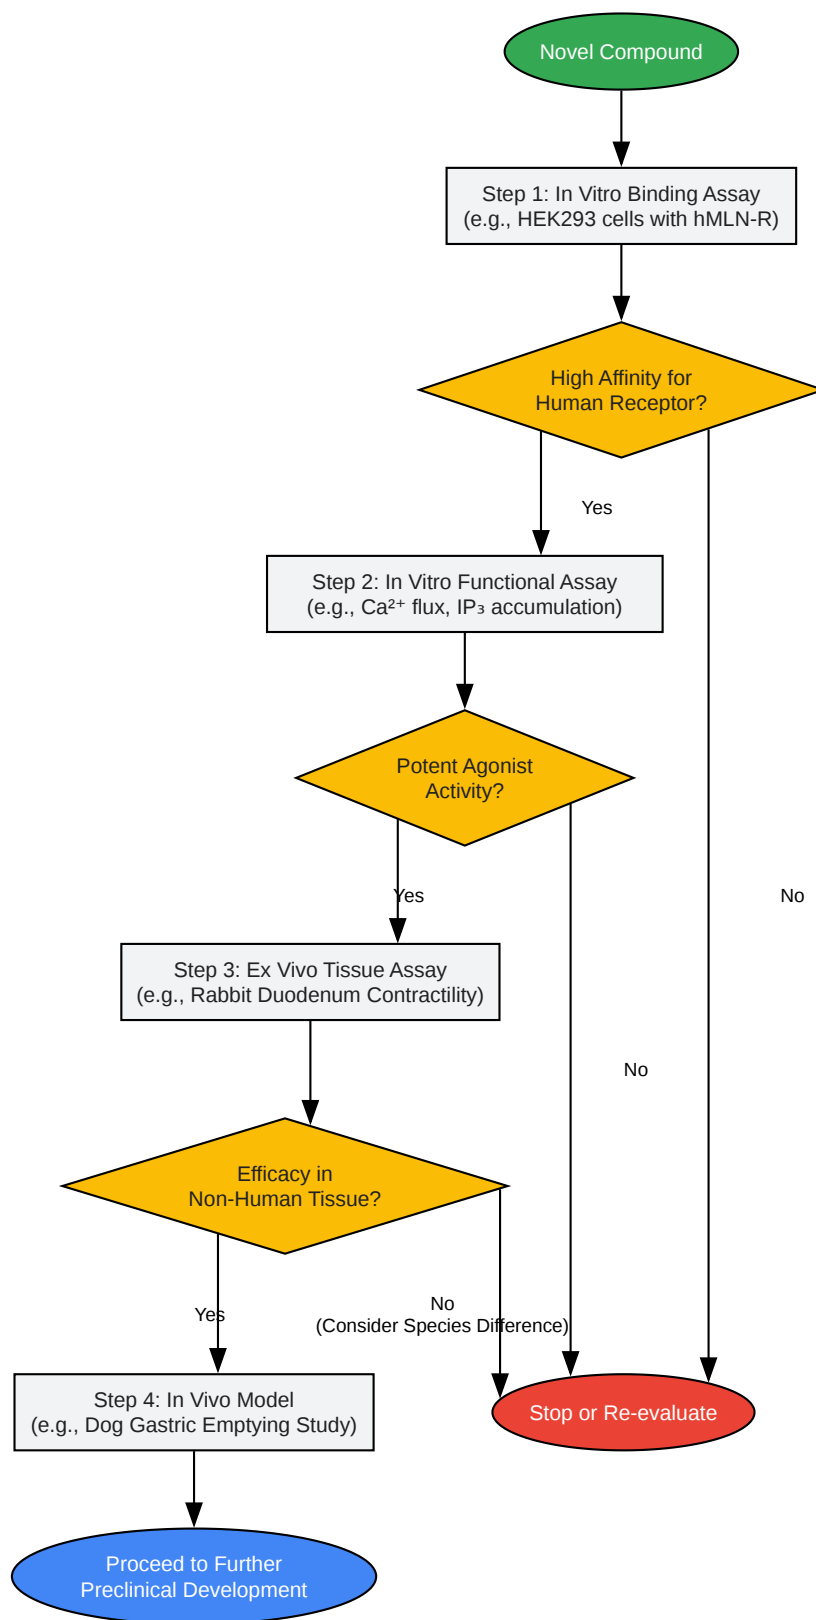 Novel Compound
Step 1: In Vitro Binding Assay
(e.g., HEK293 cells with hMLN-R)
High Affinity for
Human Receptor?
Yes
Step 2: In Vitro Functional Assay
(e.g., Ca²⁺ flux, IP₃ accumulation)
Potent Agonist
Activity?
Yes
No
Step 3: Ex Vivo Tissue Assay
(e.g., Rabbit Duodenum Contractility)
No
Efficacy in
Non-Human Tissue?
Yes
No
(Consider Species Difference)
Step 4: In Vivo Model
(e.g., Dog Gastric Emptying Study)
Stop or Re-evaluate
Proceed to Further
Preclinical Development